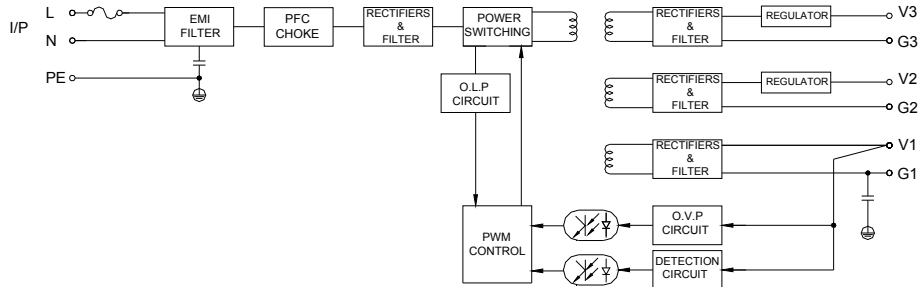 I/P
L
N
PE
EMI
FILTER
PFC
CHOKE
RECTIFIERS
&
FILTER
POWER
SWITCHING
O.L.P
CIRCUIT
PWM
CONTROL
RECTIFIERS
&
FILTER
REGULATOR
V3
G3
RECTIFIERS
&
FILTER
REGULATOR
V2
G2
RECTIFIERS
&
FILTER
V1
G1
O.V.P
CIRCUIT
DETECTION
CIRCUIT